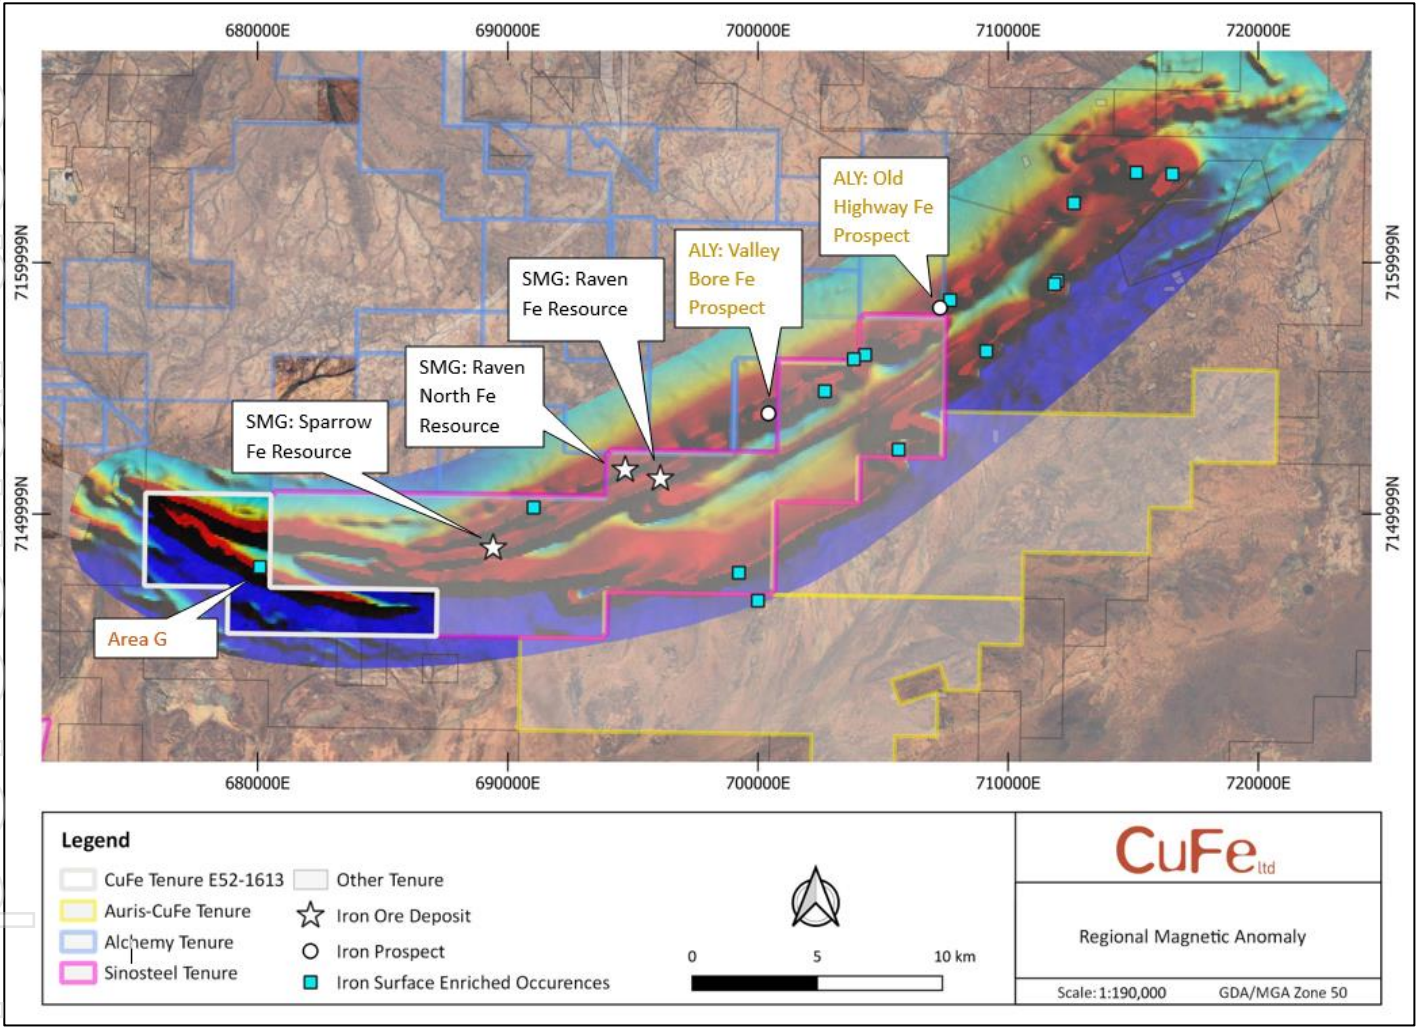 680000E
690000E
700000E
710000E
720000E
7159999N
7159999N
7149999N
7149999N
ALY: Old
Highway Fe
Prospect
ALY: Valley
Bore Fe
Prospect
SMG: Raven
Fe Resource
SMG: Raven
North Fe
Resource
SMG: Sparrow
Fe Resource
Area G
680000E
690000E
700000E
710000E
720000E
Legend
CuFe Tenure E52-1613
Auris-CuFe Tenure
Alchemy Tenure
Sinosteel Tenure
Other Tenure
Iron Ore Deposit
Iron Prospect
Iron Surface Enriched Occurences
0 5 10 km
CuFe ltd
Regional Magnetic Anomaly
Scale: 1:190,000 GDA/MGA Zone 50